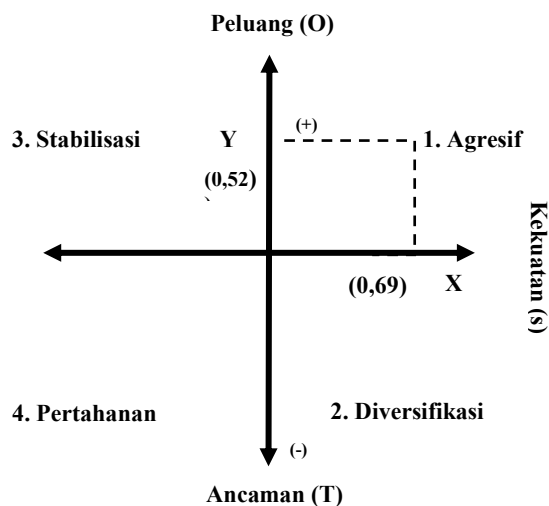 Peluang (O)
3. Stabilisasi
Y
(+)
1. Agresif
(0,52)
)
Kekuatan (s)
(0,69)
X
4. Pertahanan
2. Diversifikasi
(-)
Ancaman (T)